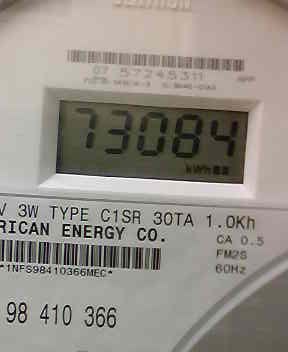 07 57245311
73084
kWh
V 3W TYPE C1SR 30TA 1.0Kh
RICAN ENERGY CO.
CA 0.5
FM2S
60Hz
*1NFS98410366MEC*
98 410 366